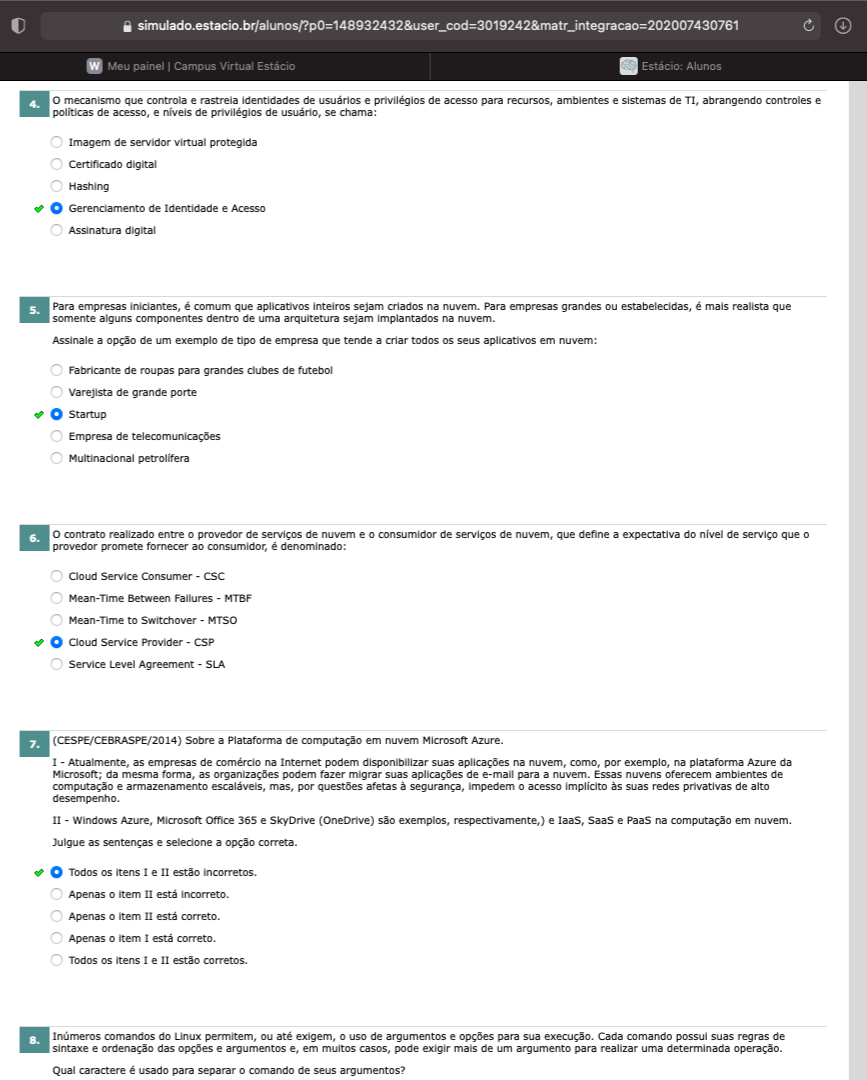 simulado.estacio.br/alunos/?p0=148932432&user_cod=3019242&matr_integracao=202007430761
W Meu painel | Campus Virtual Estácio
Estácio: Alunos
4. O mecanismo que controla e rastreia identidades de usuários e privilégios de acesso para recursos, ambientes e sistemas de TI, abrangendo controles e
políticas de acesso, e níveis de privilégios de usuário, se chama:
Imagem de servidor virtual protegida
Certificado digital
Hashing
Gerenciamento de Identidade e Acesso
Assinatura digital
5. Para empresas iniciantes, é comum que aplicativos inteiros sejam criados na nuvem. Para empresas grandes ou estabelecidas, é mais realista que
somente alguns componentes dentro de uma arquitetura sejam implantados na nuvem.
Assinale a opção de um exemplo de tipo de empresa que tende a criar todos os seus aplicativos em nuvem:
Fabricante de roupas para grandes clubes de futebol
Varejista de grande porte
Startup
Empresa de telecomunicações
Multinacional petrolífera
6. O contrato realizado entre o provedor de serviços de nuvem e o consumidor de serviços de nuvem, que define a expectativa do nível de serviço que o
provedor promete fornecer ao consumidor, é denominado:
Cloud Service Consumer - CSC
Mean-Time Between Failures - MTBF
Mean-Time to Switchover - MTSO
Cloud Service Provider - CSP
Service Level Agreement - SLA
7. (CESPE/CEBRASPE/2014) Sobre a Plataforma de computação em nuvem Microsoft Azure.
I - Atualmente, as empresas de comércio na Internet podem disponibilizar suas aplicações na nuvem, como, por exemplo, na plataforma Azure da
Microsoft; da mesma forma, as organizações podem fazer migrar suas aplicações de e-mail para a nuvem. Essas nuvens oferecem ambientes de
computação e armazenamento escaláveis, mas, por questões afetas à segurança, impedem o acesso implícito às suas redes privativas de alto
desempenho.
II - Windows Azure, Microsoft Office 365 e SkyDrive (OneDrive) são exemplos, respectivamente,) e IaaS, SaaS e PaaS na computação em nuvem.
Julgue as sentenças e selecione a opção correta.
Todos os itens I e II estão incorretos.
Apenas o item II está incorreto.
Apenas o item II está correto.
Apenas o item I está correto.
Todos os itens I e II estão corretos.
8. Inúmeros comandos do Linux permitem, ou até exigem, o uso de argumentos e opções para sua execução. Cada comando possui suas regras de
sintaxe e ordenação das opções e argumentos e, em muitos casos, pode exigir mais de um argumento para realizar uma determinada operação.
Qual caractere é usado para separar o comando de seus argumentos?